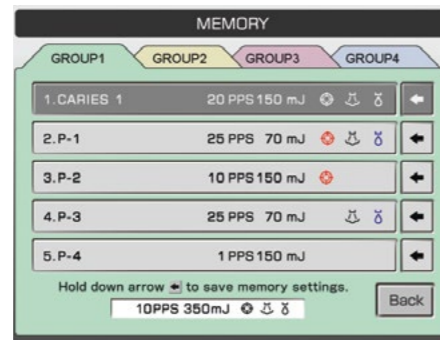 MEMORY
GROUP1 GROUP2 GROUP3 GROUP4
1.CARIES 1 20 PPS 150 mJ
2.P-1 25 PPS 70 mJ
3.P-2 10 PPS 150 mJ
4.P-3 25 PPS 70 mJ
5.P-4 1 PPS 150 mJ
Hold down arrow to save memory settings.
10PPS 350mJ
Back